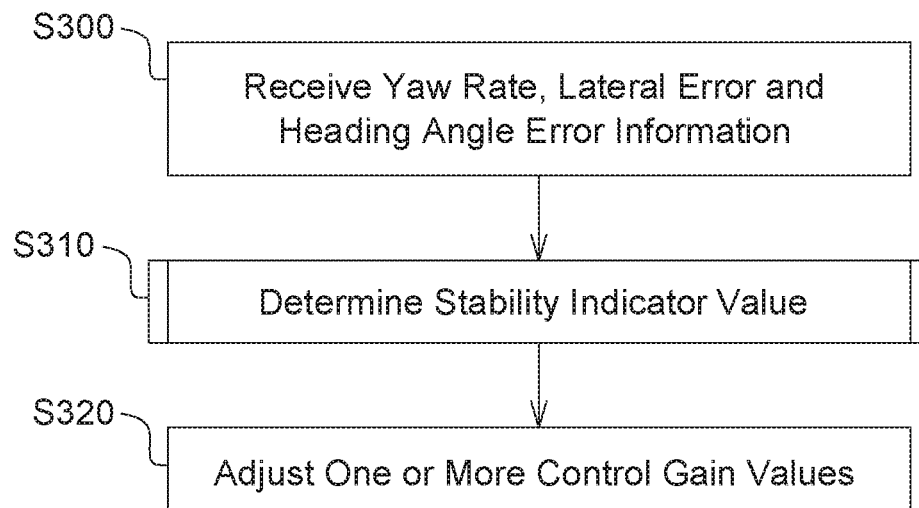 S300
Receive Yaw Rate, Lateral Error and
Heading Angle Error Information
S310
Determine Stability Indicator Value
S320
Adjust One or More Control Gain Values